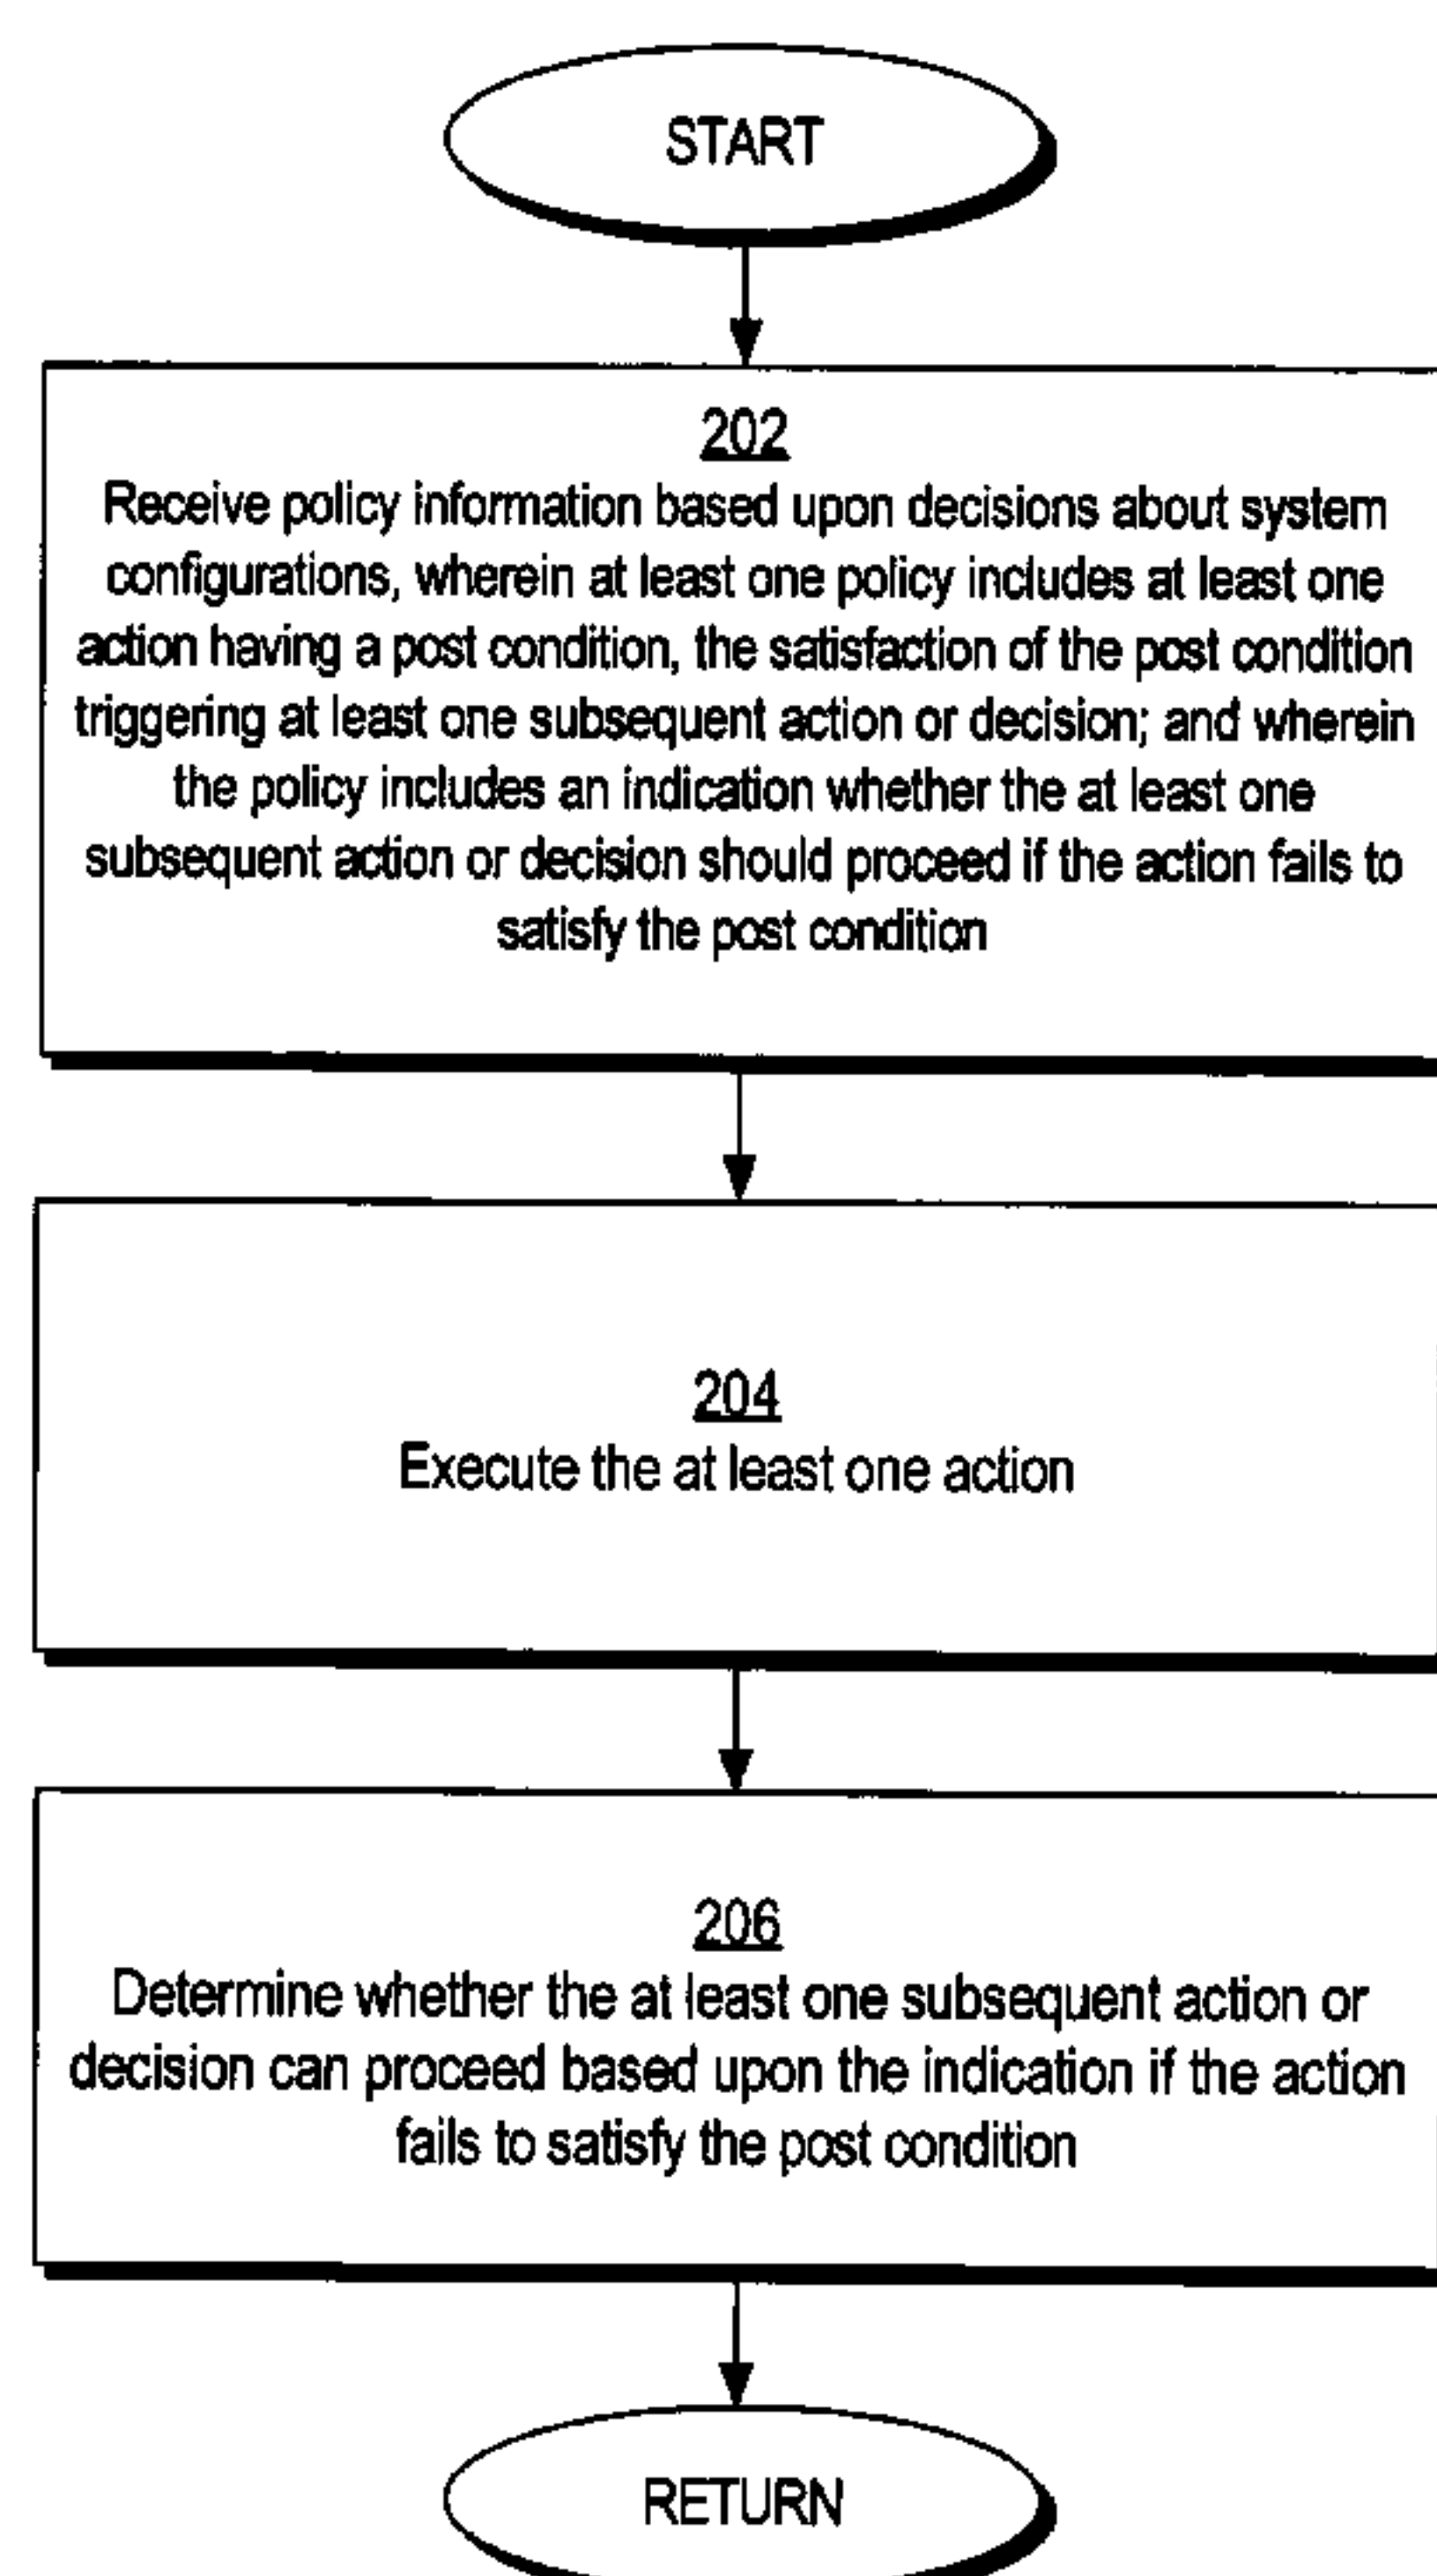 START
202
Receive policy information based upon decisions about system
configurations, wherein at least one policy includes at least one
action having a post condition, the satisfaction of the post condition
triggering at least one subsequent action or decision; and wherein
the policy includes an indication whether the at least one
subsequent action or decision should proceed if the action fails to
satisfy the post condition
204
Execute the at least one action
206
Determine whether the at least one subsequent action or
decision can proceed based upon the indication if the action
fails to satisfy the post condition
RETURN